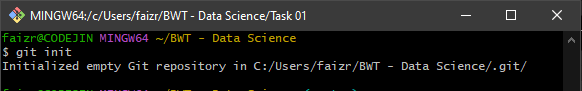 MINGW64:/c/Users/faizr/BWT - Data Science/Task 01
faizr@CODEJIN MINGW64 ~/BWT - Data Science
$ git init
Initialized empty Git repository in C:/Users/faizr/BWT - Data Science/.git/